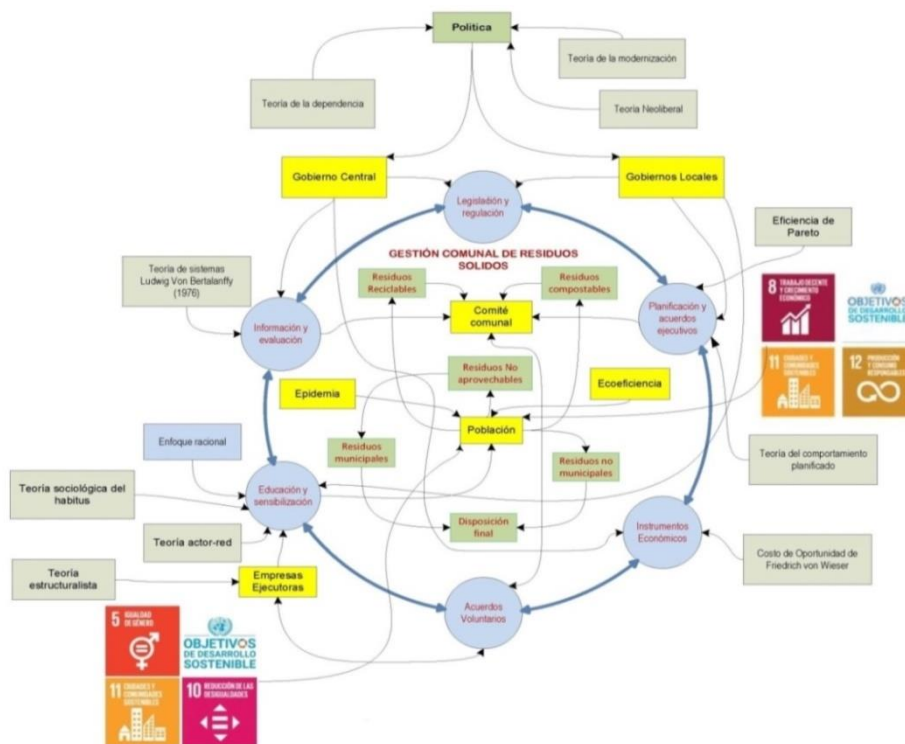 Política
Teoría de la modernización
Teoría de la dependencia
Teoría Neoliberal
Gobierno Central
Gobiernos Locales
Legislación y
regulación
Eficiencia de
Pareto
GESTIÓN COMUNAL DE RESIDUOS
SOLIDOS
Teoría de sistemas
Ludwig Von Bertalanffy
(1976)
Residuos
Reciclables
Residuos
compostables
Información y
evaluación
Comité
comunal
Planificación y
acuerdos
ejecutivos
8 TRABAJO DECENTE
Y CRECIMIENTO
ECONÓMICO
OBJETIVOS
DE DESARROLLO
SOSTENIBLE
11 CIUDADES Y
COMUNIDADES
SOSTENIBLES
12 PRODUCCIÓN
Y CONSUMO
RESPONSABLES
Residuos No
aprovechables
Epidemia
Ecoeficiencia
Población
Enfoque racional
Residuos
municipales
Residuos no
municipales
Teoría del comportamiento
planificado
Teoría sociológica del
habitus
Educación y
sensibilización
Disposición
final
Instrumentos
Económicos
Teoría actor-red
Costo de Oportunidad de
Friedrich von Wieser
Teoría
estructuralista
Empresas
Ejecutoras
Acuerdos
Voluntarios
5 IGUALDAD
DE GÉNERO
OBJETIVOS
DE DESARROLLO
SOSTENIBLE
11 CIUDADES Y
COMUNIDADES
SOSTENIBLES
10 REDUCCIÓN DE LAS
DESIGUALDADES